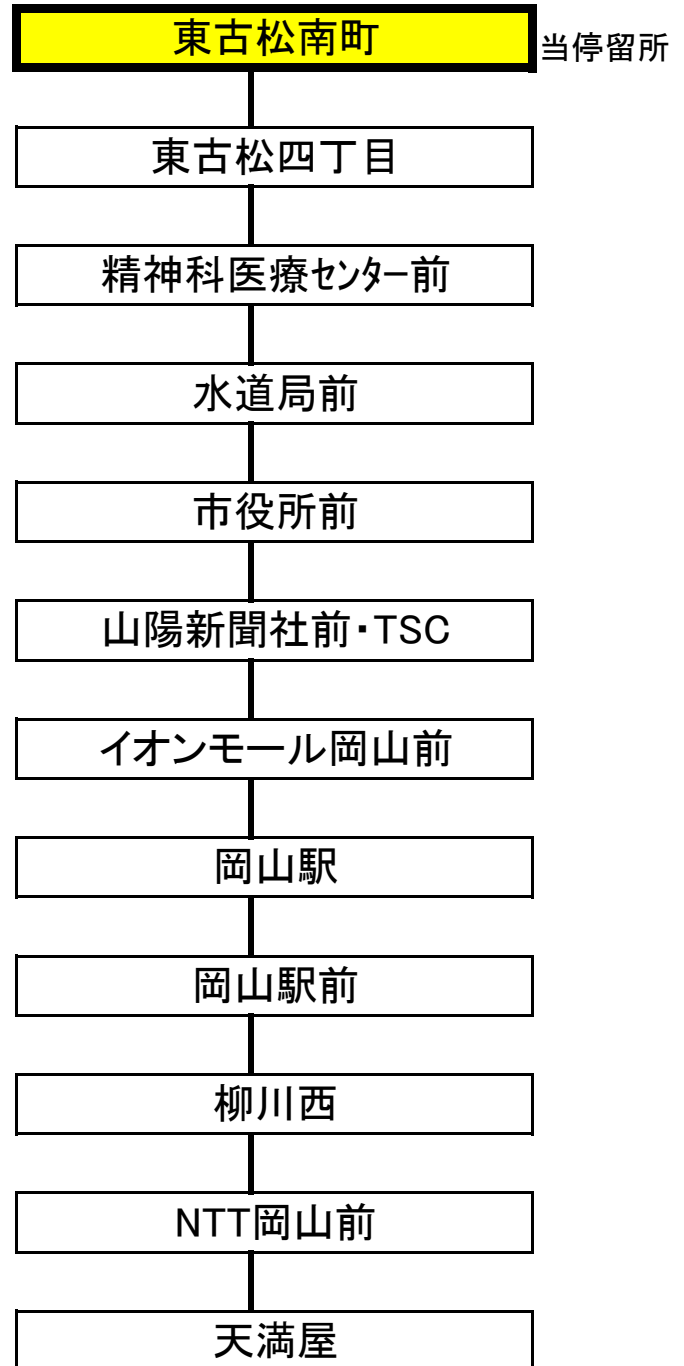 東古松南町
当停留所
東古松四丁目
精神科医療ｾﾝﾀｰ前
水道局前
市役所前
山陽新聞社前・TSC
イオンモール岡山前
岡山駅
岡山駅前
柳川西
NTT岡山前
天満屋